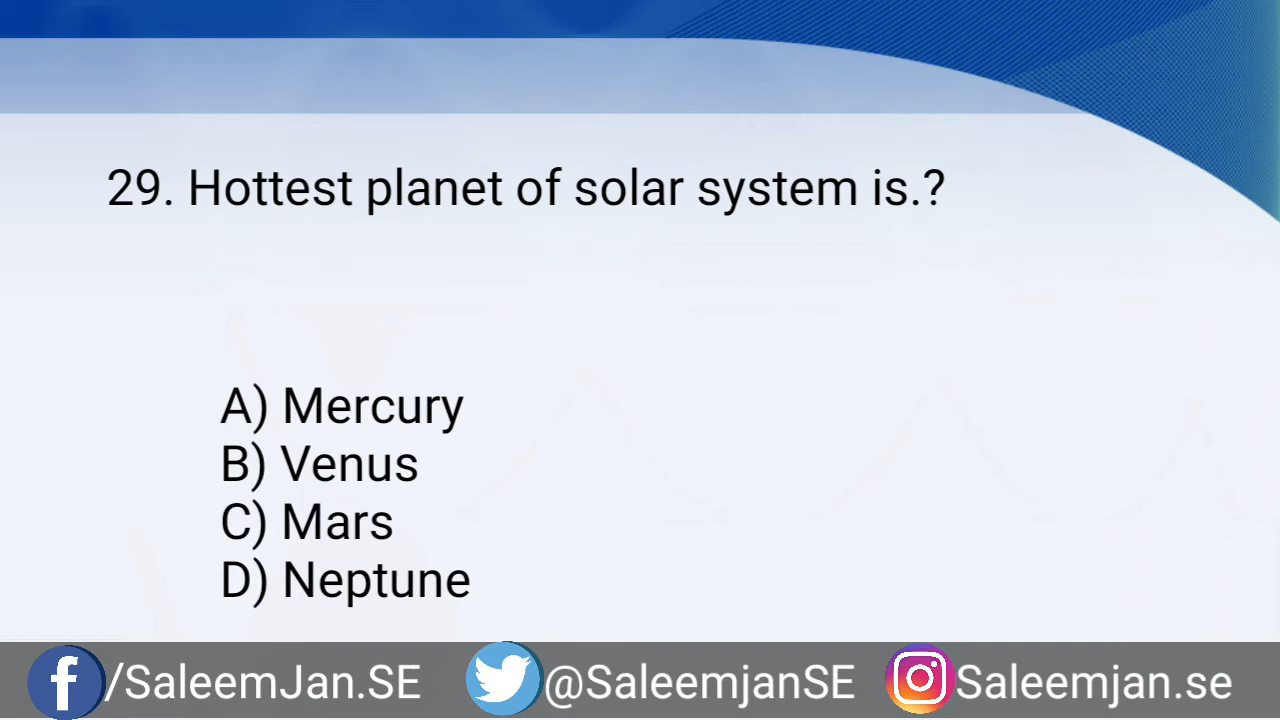 29. Hottest planet of solar system is.?
A) Mercury
B) Venus
C) Mars
D) Neptune
/SaleemJan.SE @SaleemjanSE Saleemjan.se